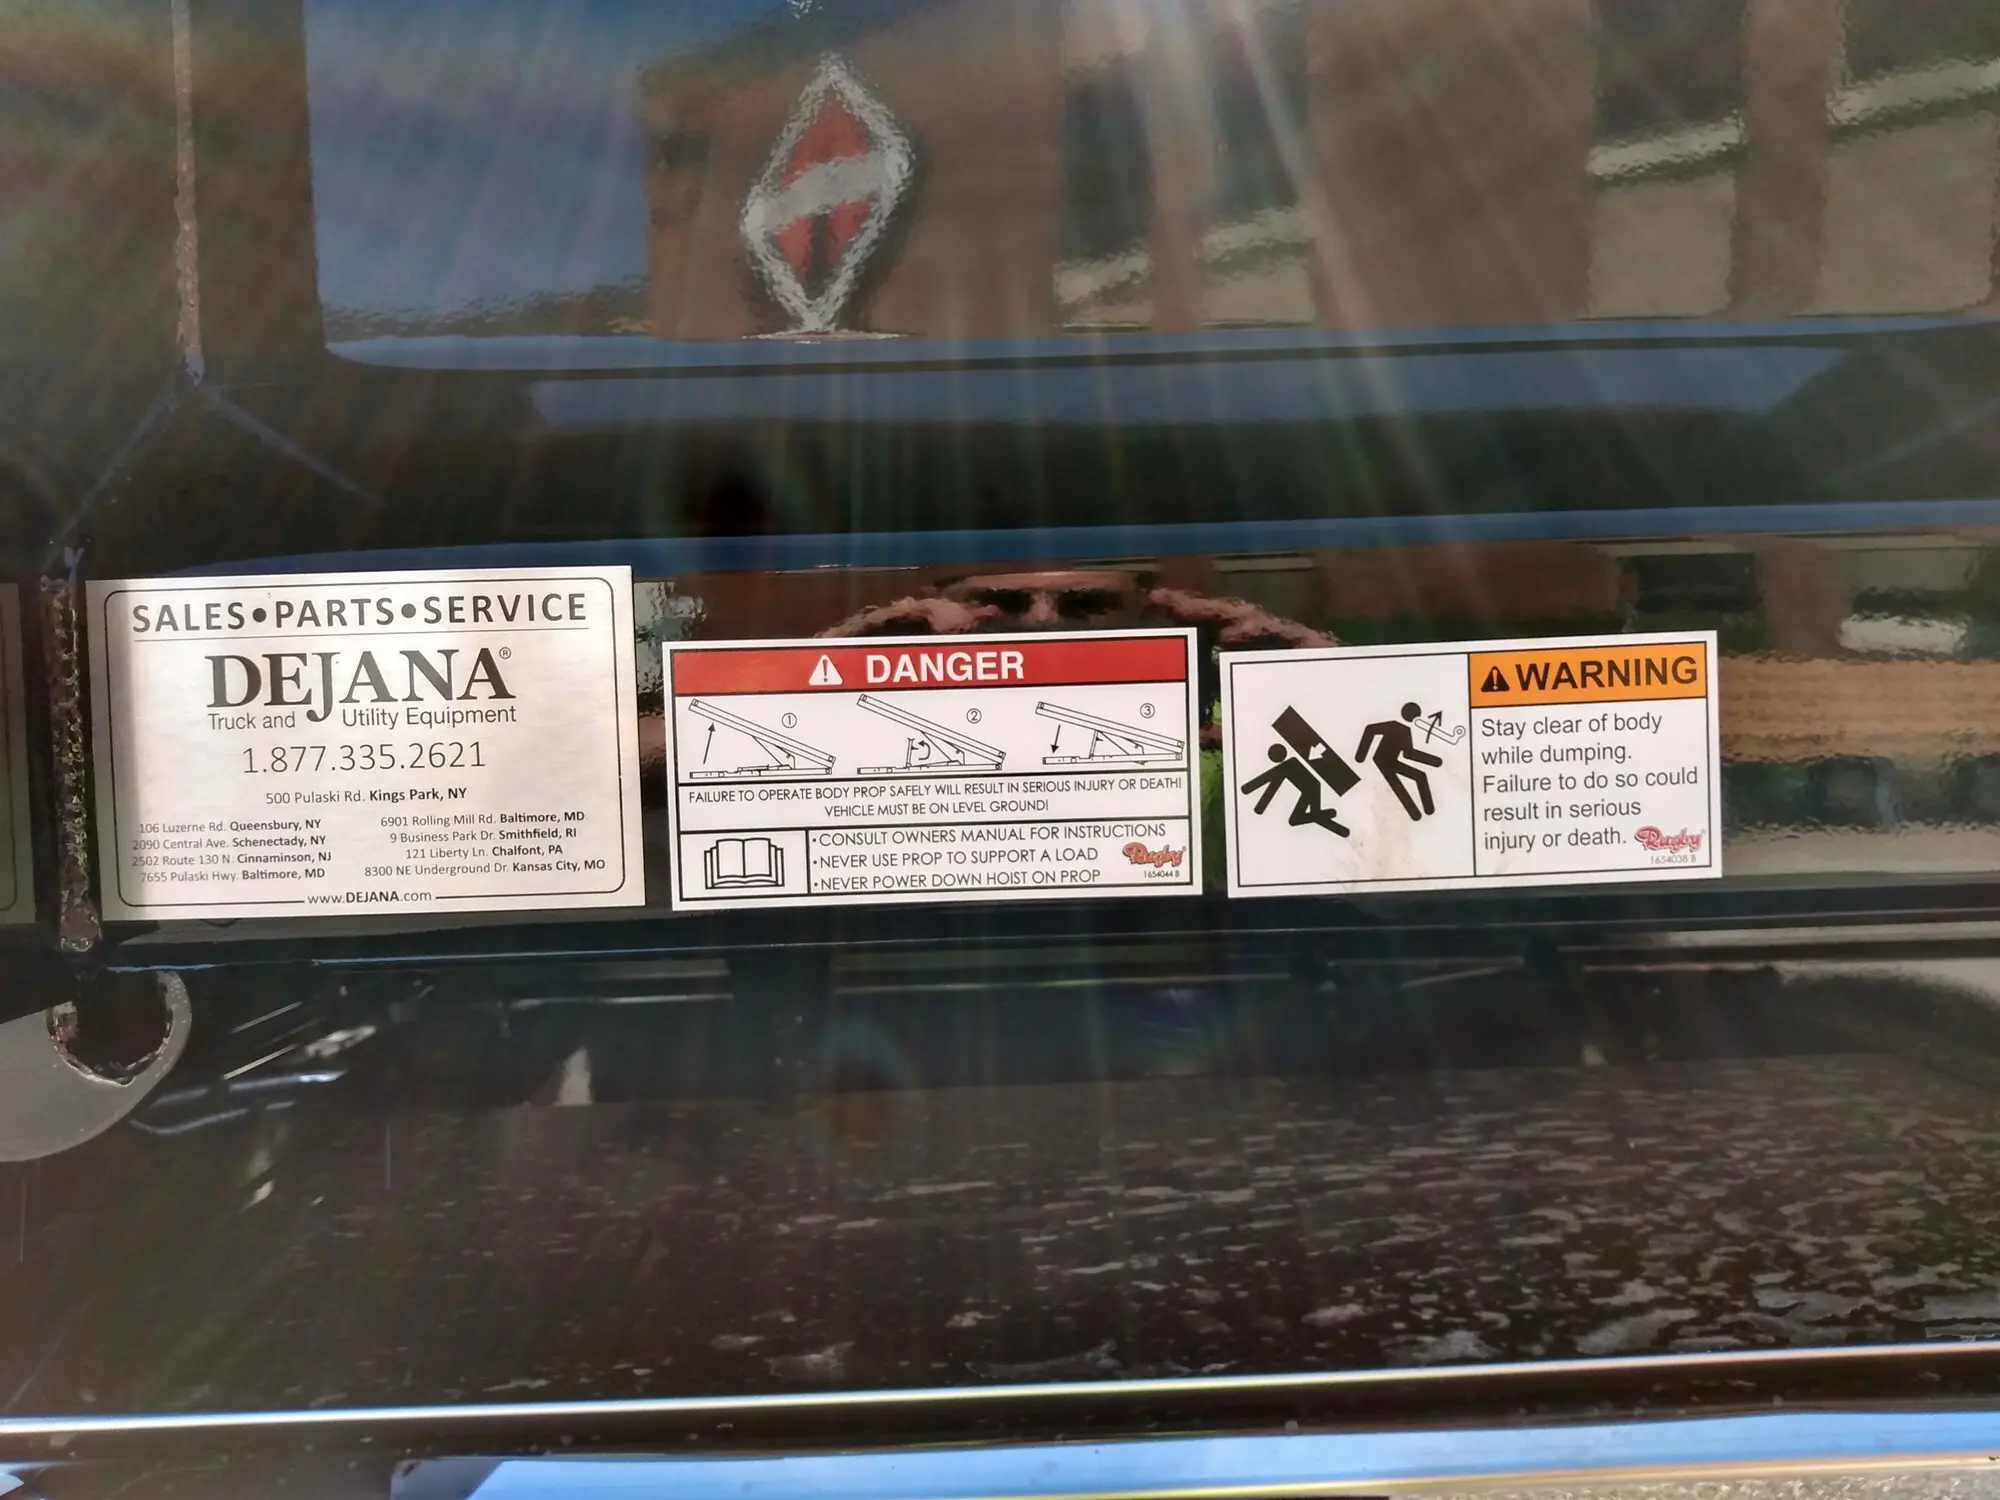 SALES•PARTS•SERVICE
DEJANA®
Truck and Utility Equipment
1.877.335.2621
500 Pulaski Rd. Kings Park, NY
106 Luzerne Rd. Queensbury, NY
2090 Central Ave. Schenectady, NY
2502 Route 130 N. Cinnaminson, NJ
7655 Pulaski Hwy. Baltimore, MD
6901 Rolling Mill Rd. Baltimore, MD
9 Business Park Dr. Smithfield, RI
121 Liberty Ln. Chalfont, PA
8300 NE Underground Dr. Kansas City, MO
www.DEJANA.com
DANGER
1
2
3
FAILURE TO OPERATE BODY PROP SAFELY WILL RESULT IN SERIOUS INJURY OR DEATH!
VEHICLE MUST BE ON LEVEL GROUND!
•CONSULT OWNERS MANUAL FOR INSTRUCTIONS
•NEVER USE PROP TO SUPPORT A LOAD
•NEVER POWER DOWN HOIST ON PROP
Rugby
1654044 B
WARNING
Stay clear of body
while dumping.
Failure to do so could
result in serious
injury or death.
Rugby
1654038 B